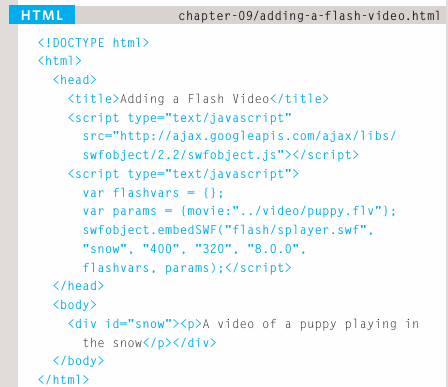 HTML chapter-09/adding-a-flash-video.html
<!DOCTYPE html>
<html>
<head>
<title>Adding a Flash Video</title>
<script type="text/javascript"
src="http://ajax.googleapis.com/ajax/libs/
swfobject/2.2/swfobject.js"></script>
<script type="text/javascript">
var flashvars = {};
var params = {movie:"../video/puppy.flv"};
swfobject.embedSWF("flash/splayer.swf",
"snow", "400", "320", "8.0.0",
flashvars, params);</script>
</head>
<body>
<div id="snow"><p>A video of a puppy playing in
the snow</p></div>
</body>
</html>